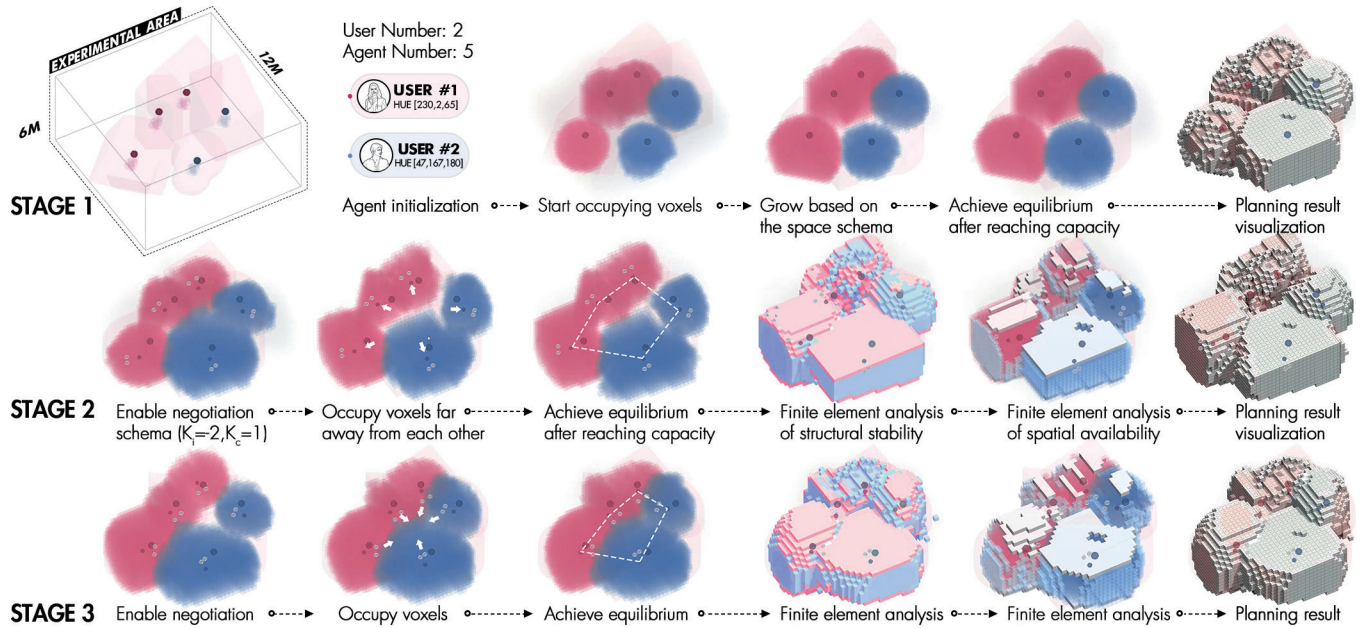 EXPERIMENTAL AREA
12M
6M
User Number: 2
Agent Number: 5
USER #1
HUE [230,2,65]
USER #2
HUE [47,167,180]
STAGE 1
Agent initialization
Start occupying voxels
Grow based on
the space schema
Achieve equilibrium
after reaching capacity
Planning result
visualization
STAGE 2
Enable negotiation
schema (Ki=-2,Kc=1)
Occupy voxels far
away from each other
Achieve equilibrium
after reaching capacity
Finite element analysis
of structural stability
Finite element analysis
of spatial availability
Planning result
visualization
STAGE 3
Enable negotiation
Occupy voxels
Achieve equilibrium
Finite element analysis
Finite element analysis
Planning result